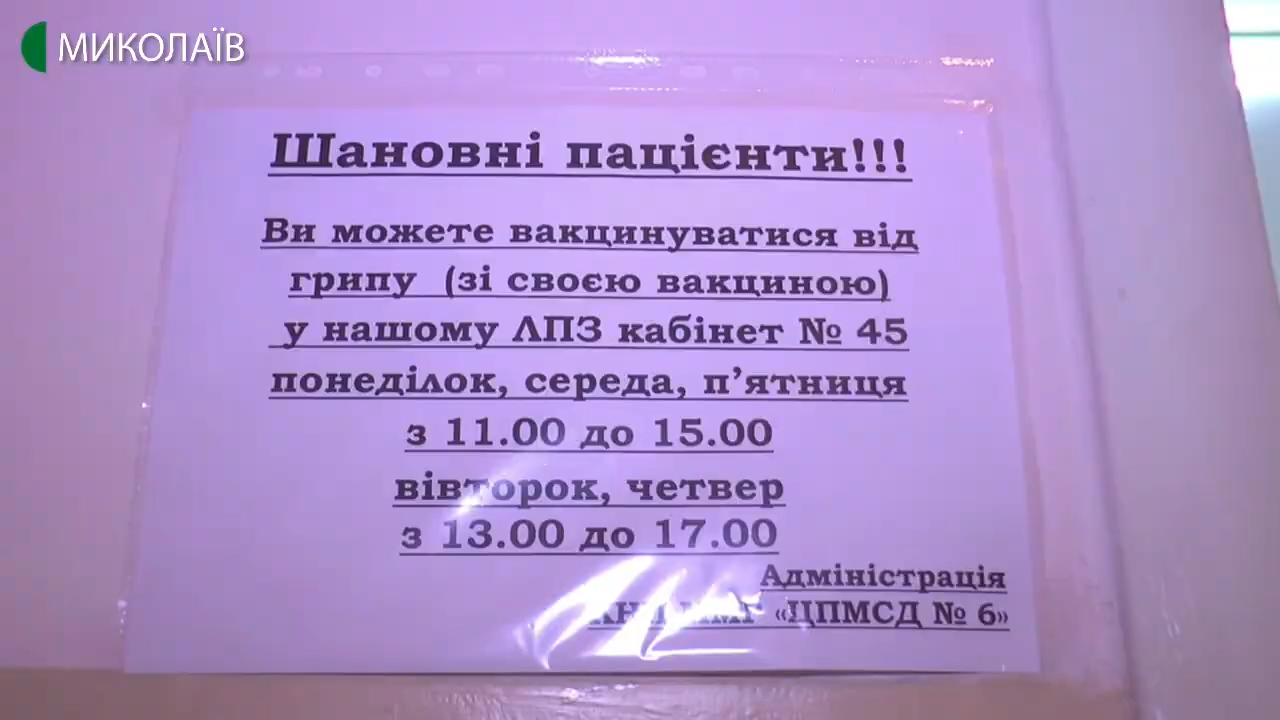 МИКОЛАЇВ
Шановні пацієнти!!!
Ви можете вакцинуватися від
грипу (зі своєю вакциною)
у нашому ЛПЗ кабінет № 45
понеділок, середа, п’ятниця
з 11.00 до 15.00
вівторок, четвер
з 13.00 до 17.00
Адміністрація
«ЦПМСД № 6»